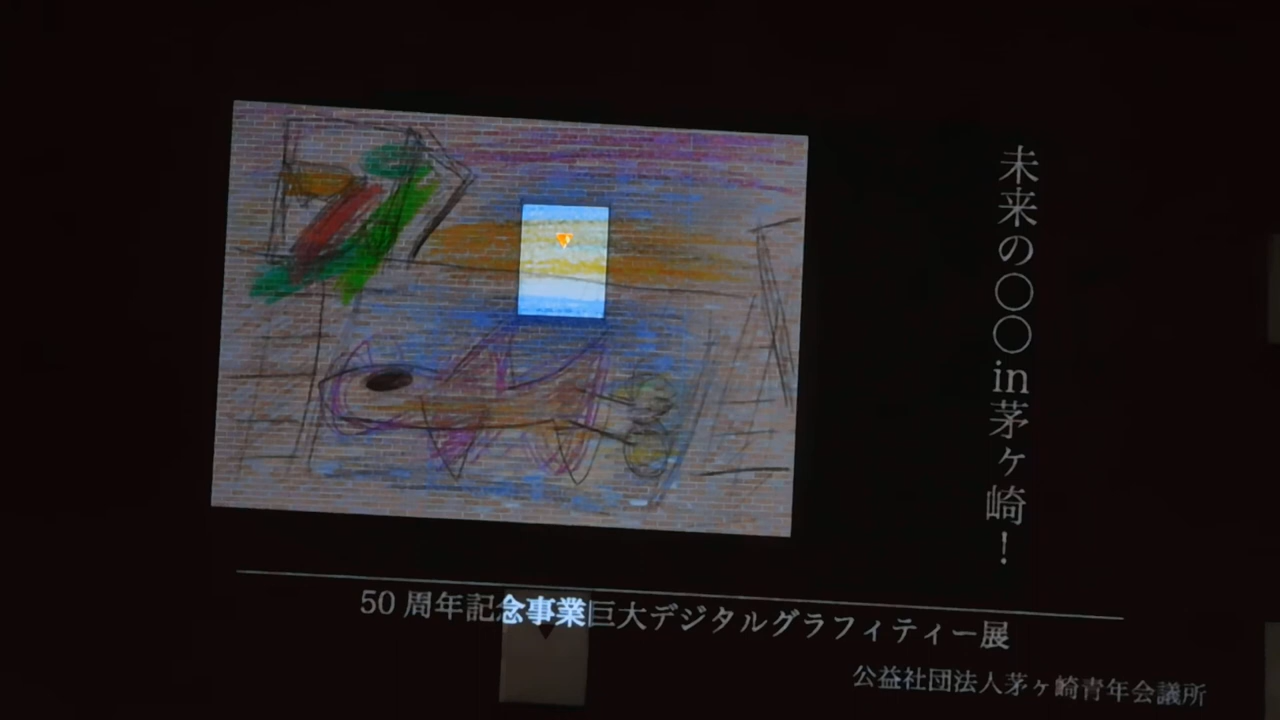 未来の〇〇in茅ヶ崎！
50周年記念事業巨大デジタルグラフィティー展
公益社団法人茅ヶ崎青年会議所